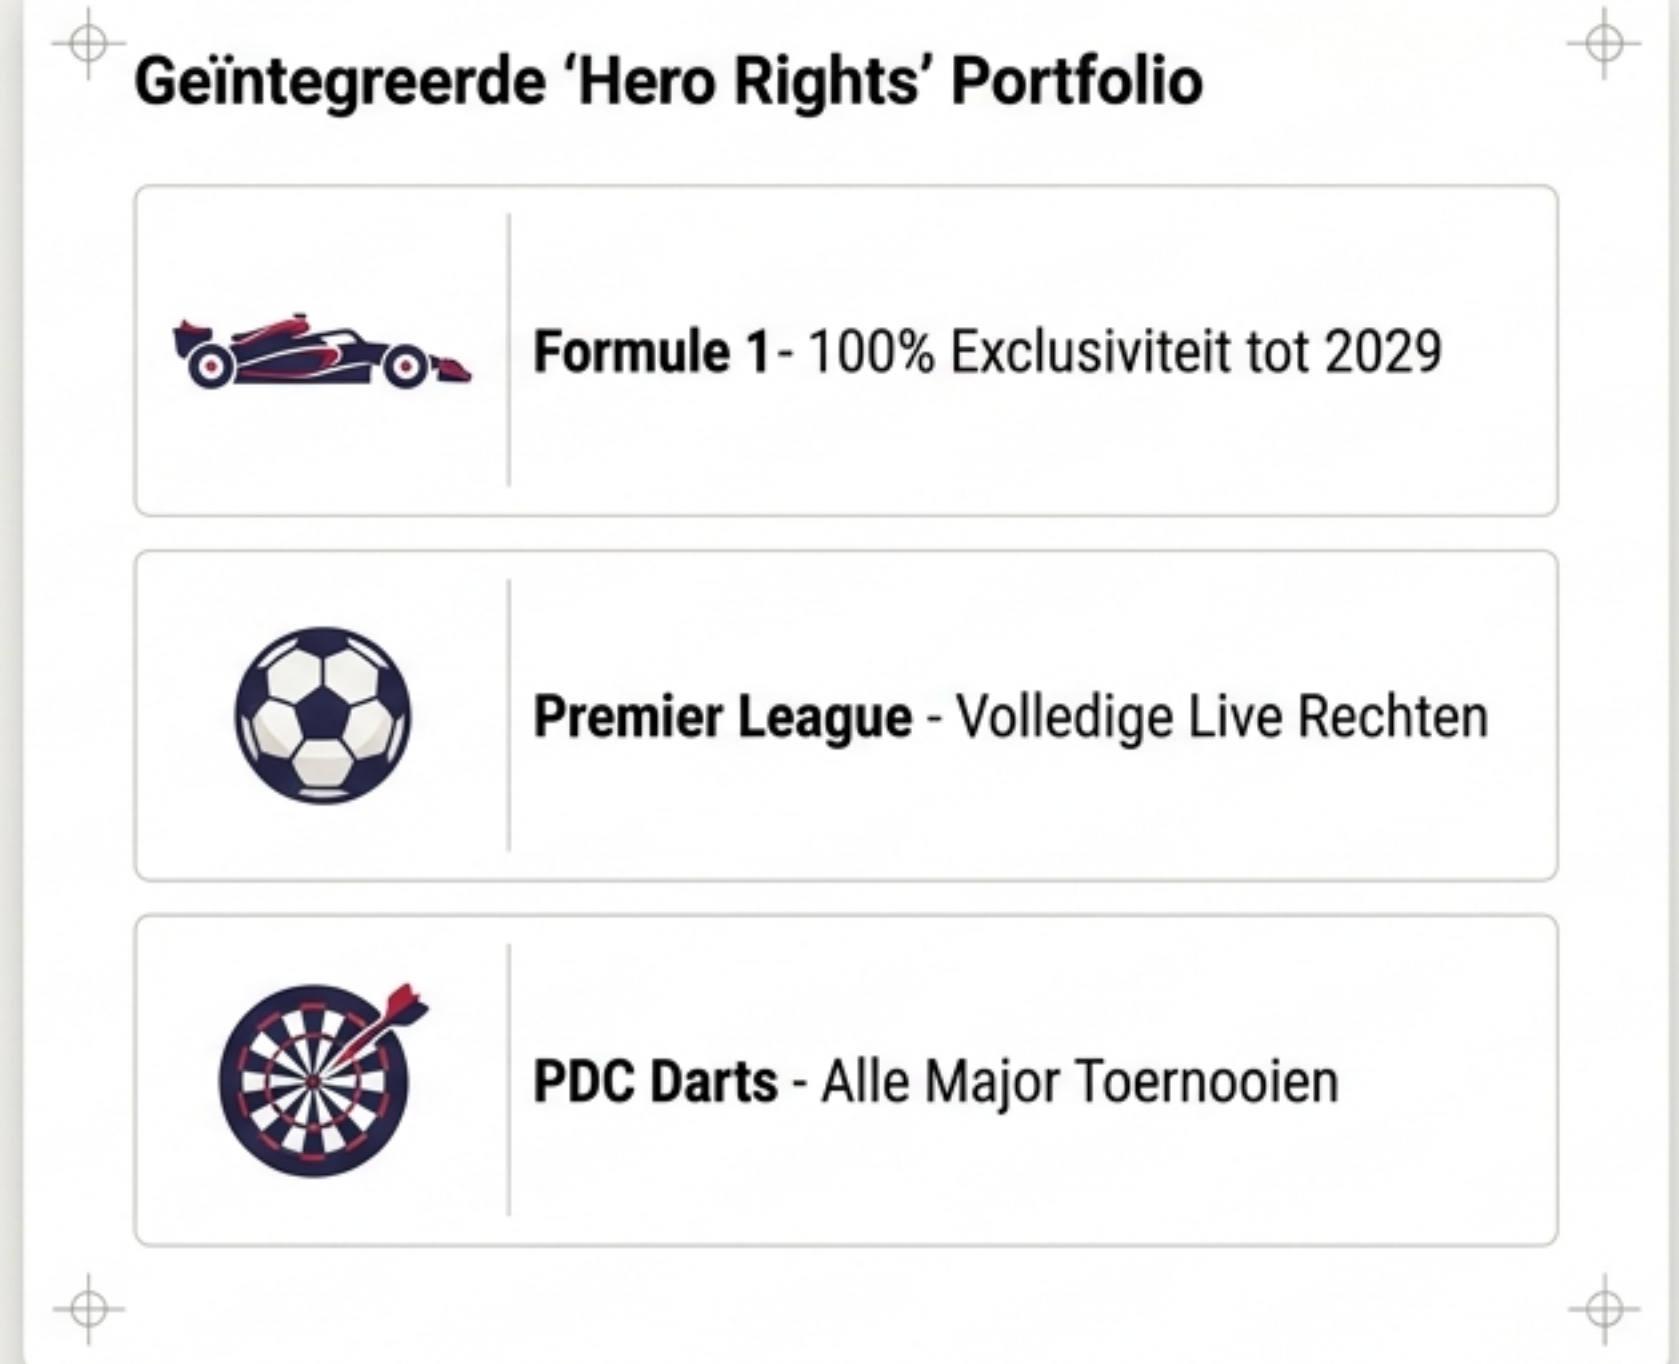 Geïntegreerde ‘Hero Rights’ Portfolio
Formule 1- 100% Exclusiviteit tot 2029
Premier League - Volledige Live Rechten
PDC Darts - Alle Major Toernooien